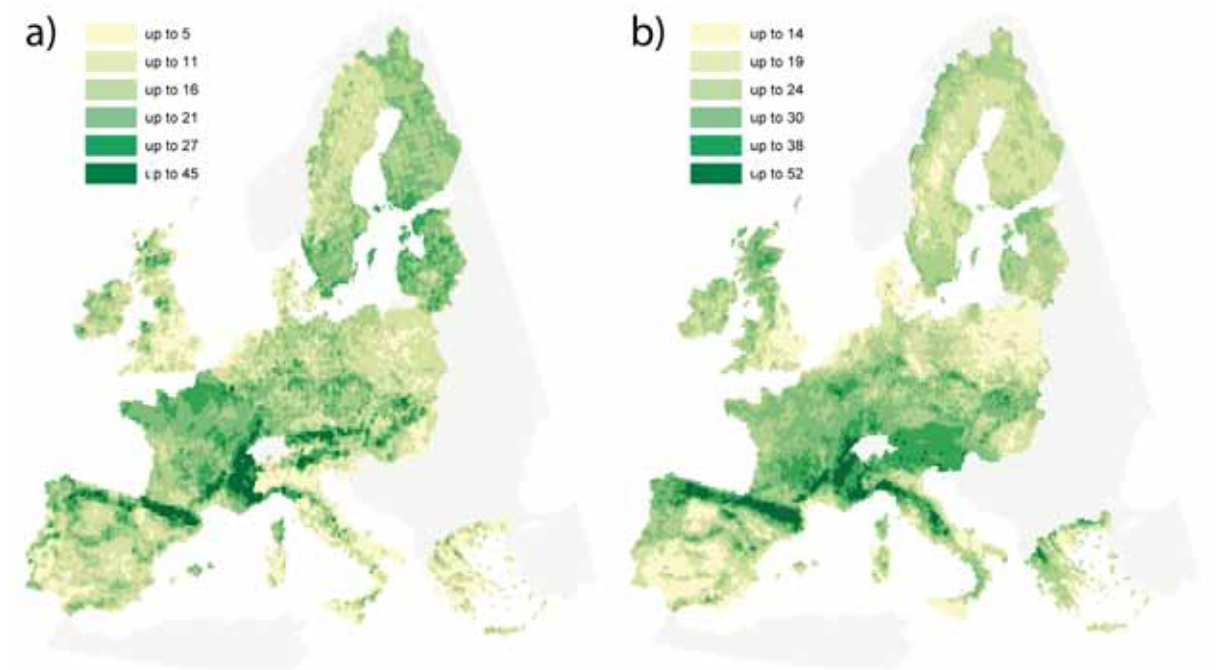 a)
up to 5
up to 11
up to 16
up to 21
up to 27
up to 45
b)
up to 14
up to 19
up to 24
up to 30
up to 38
up to 52